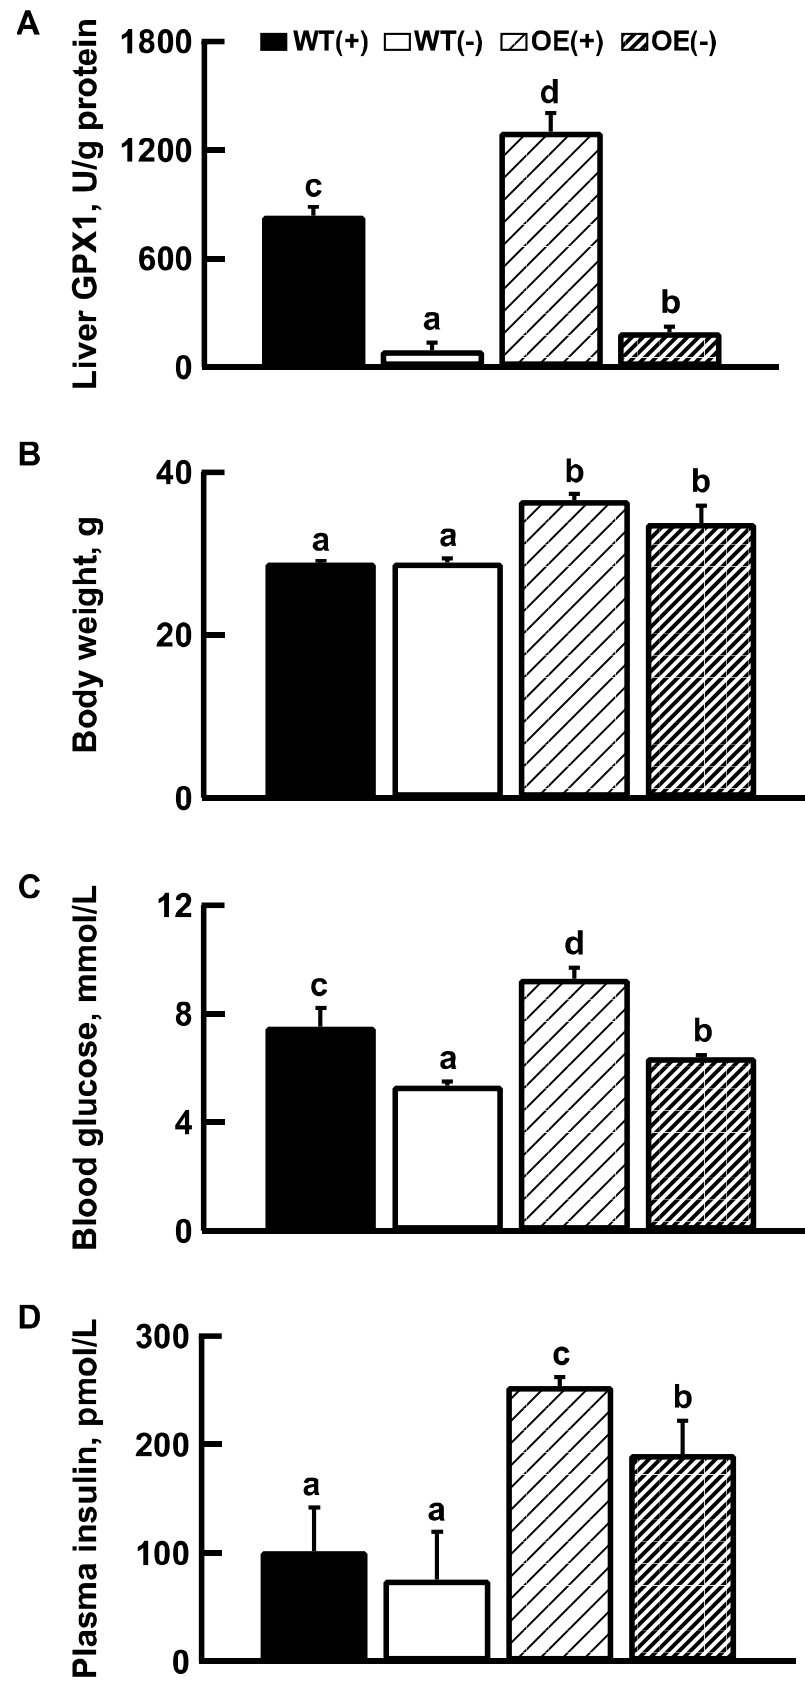 A
Liver GPX1, U/g protein
1800
1200
600
0
WT(+) WT(-) OE(+) OE(-)
c
a
d
b
B
Body weight, g
40
20
0
a
a
b
b
C
Blood glucose, mmol/L
12
8
4
0
c
a
d
b
D
Plasma insulin, pmol/L
300
200
100
0
a
a
c
b